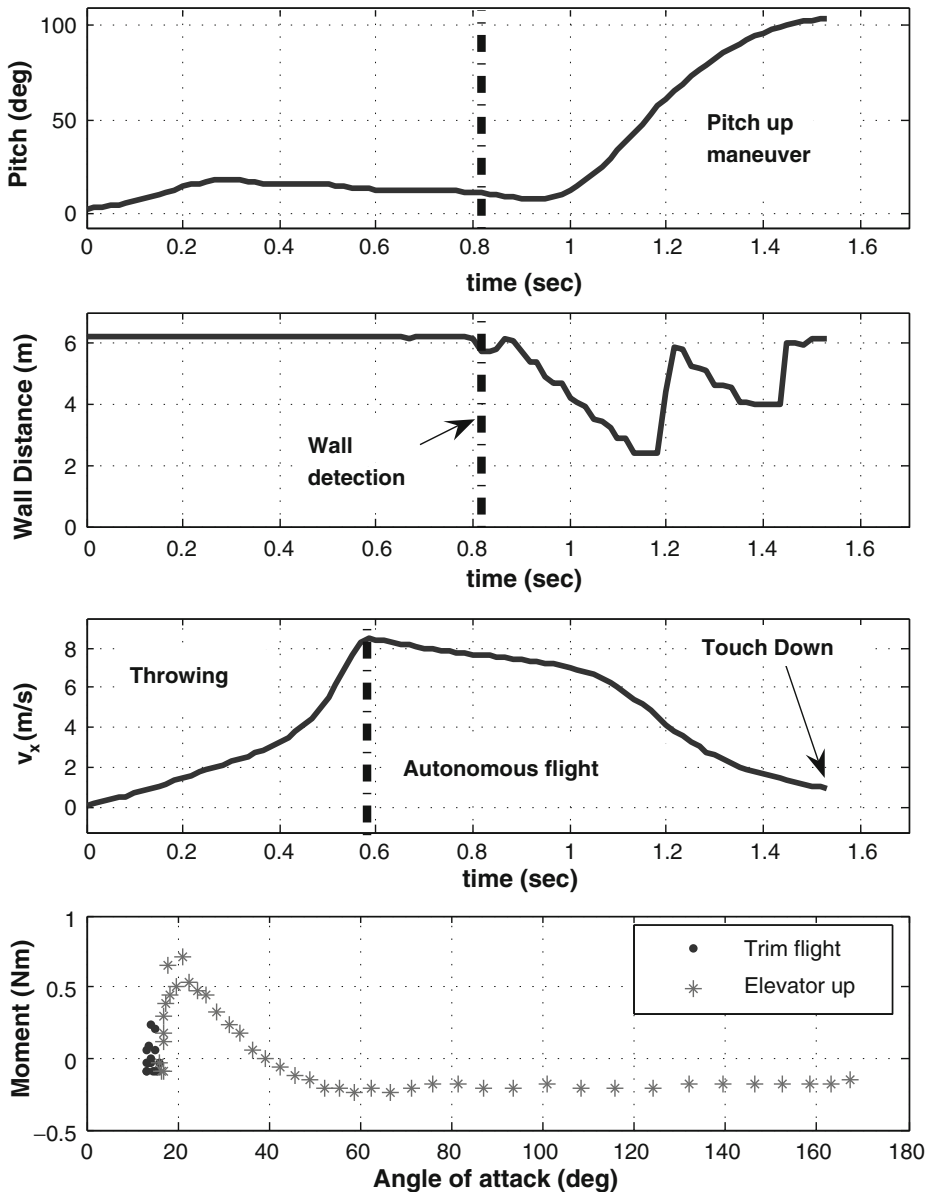 100
50
0
Pitch (deg)
Pitch up
maneuver
0 0.2 0.4 0.6 0.8 1 1.2 1.4 1.6
time (sec)
6
4
2
0
Wall Distance (m)
Wall
detection
0 0.2 0.4 0.6 0.8 1 1.2 1.4 1.6
time (sec)
8
6
4
2
0
v_x (m/s)
Throwing
Touch Down
Autonomous flight
0 0.2 0.4 0.6 0.8 1 1.2 1.4 1.6
time (sec)
1
0.5
0
−0.5
Moment (Nm)
Trim flight
Elevator up
0 20 40 60 80 100 120 140 160 180
Angle of attack (deg)